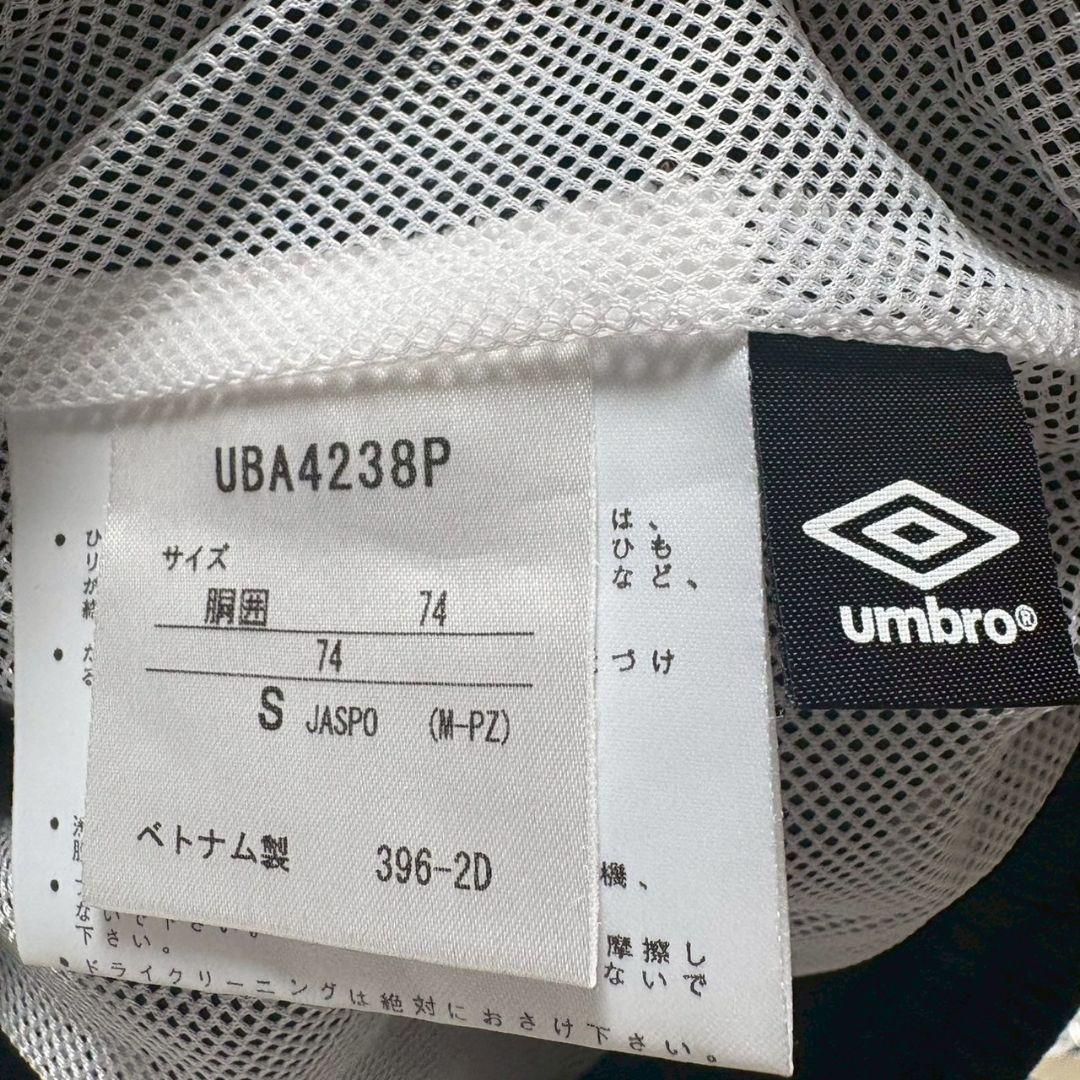 UBA4238P
サイズ
胴囲 74
74
S JASPO (M-PZ)
ベトナム製 396-2D
umbro®
は、
ひも
など、
づけ
機、
摩擦し
ないで
下さい。
ドライクリーニングは絶対におさけ下さい。